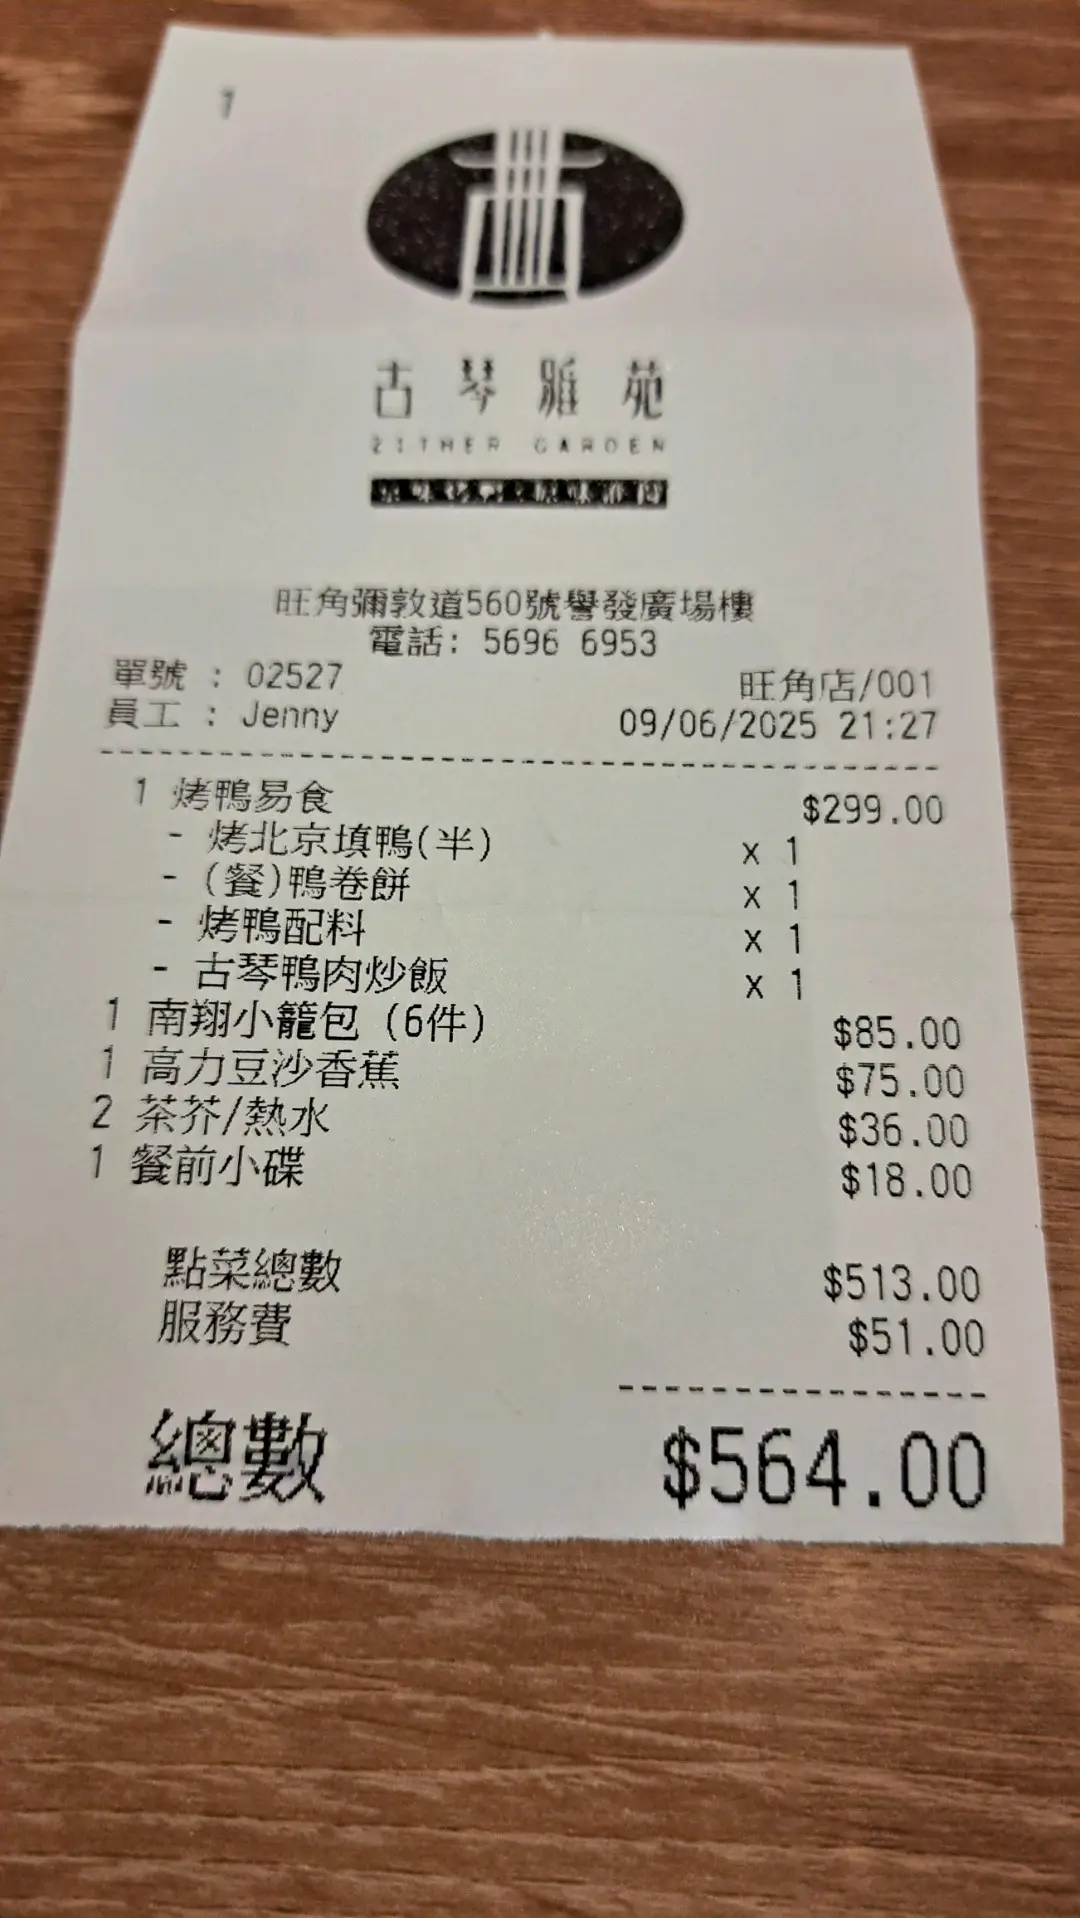 1
古琴雅苑
ZITHER GARDEN
旺角彌敦道560號譽發廣場樓
電話: 5696 6953
單號 : 02527 旺角店/001
員工 : Jenny 09/06/2025 21:27
1 烤鴨易食 $299.00
- 烤北京填鴨(半) x 1
- (餐)鴨卷餅 x 1
- 烤鴨配料 x 1
- 古琴鴨肉炒飯 x 1
1 南翔小籠包 (6件) $85.00
1 高力豆沙香蕉 $75.00
2 茶芥/熱水 $36.00
1 餐前小碟 $18.00
點菜總數 $513.00
服務費 $51.00
總數 $564.00